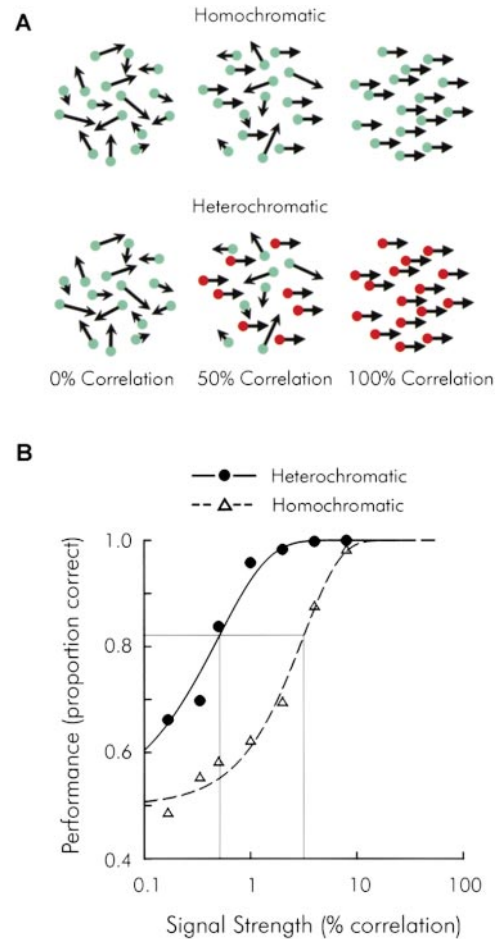 A
Homochromatic
Heterochromatic
0% Correlation 50% Correlation 100% Correlation
B
Heterochromatic
Homochromatic
Performance (proportion correct)
1.0
0.8
0.6
0.4
0.1 1 10 100
Signal Strength (% correlation)